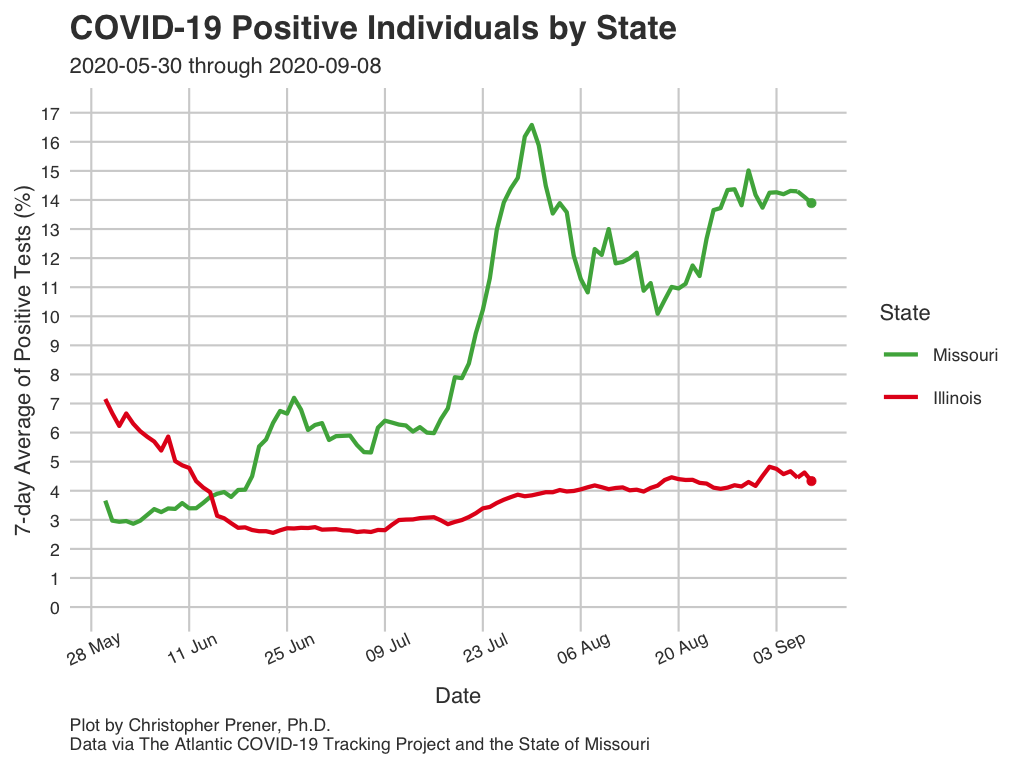 COVID-19 Positive Individuals by State
2020-05-30 through 2020-09-08
7-day Average of Positive Tests (%)
17
16
15
14
13
12
11
10
9
8
7
6
5
4
3
2
1
0
28 May
11 Jun
25 Jun
09 Jul
23 Jul
06 Aug
20 Aug
03 Sep
Date
State
Missouri
Illinois
Plot by Christopher Prener, Ph.D.
Data via The Atlantic COVID-19 Tracking Project and the State of Missouri